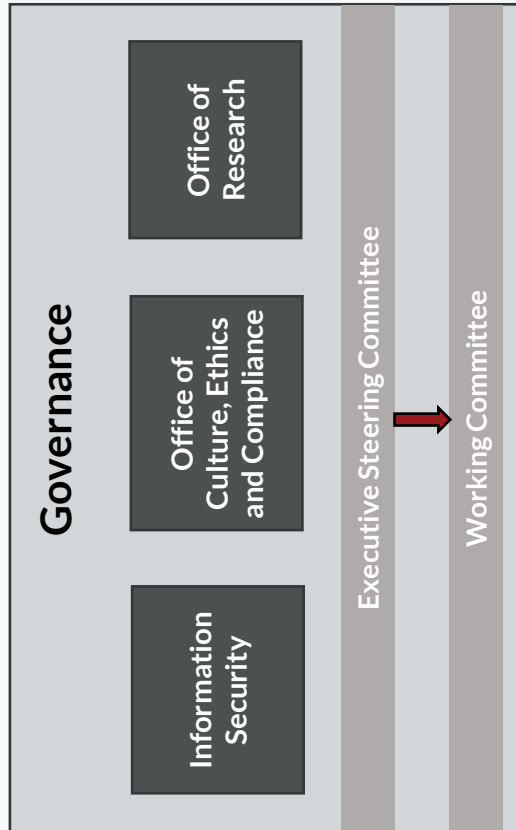 Governance
Information
Security
Office of
Culture, Ethics
and Compliance
Office of
Research
Executive Steering Committee
Working Committee